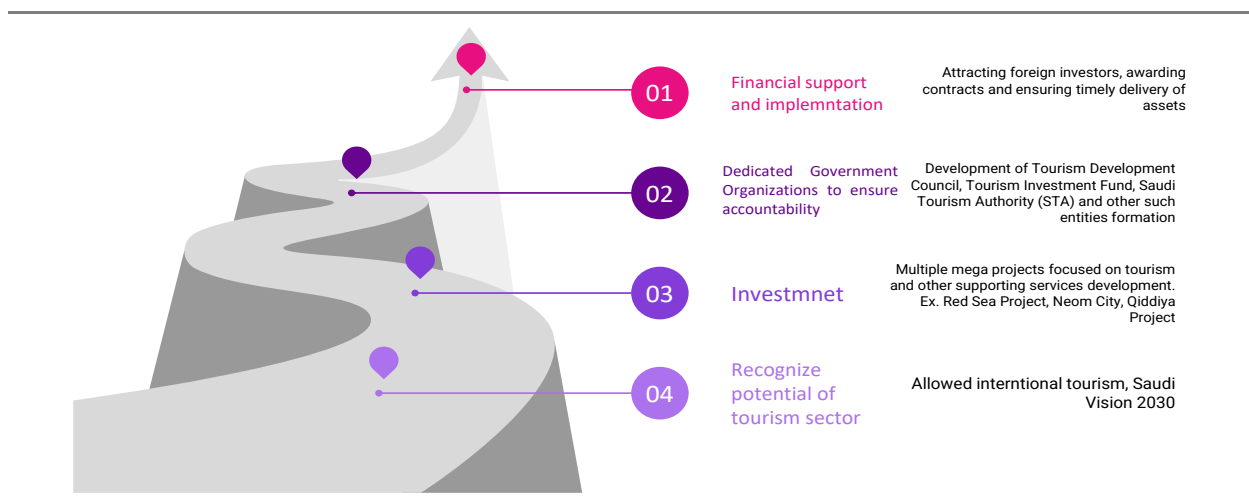 01
Financial support
and implemntation
Attracting foreign investors, awarding
contracts and ensuring timely delivery of
assets
02
Dedicated Government
Organizations to ensure
accountability
Development of Tourism Development
Council, Tourism Investment Fund, Saudi
Tourism Authority (STA) and other such
entities formation
03
Investmnet
Multiple mega projects focused on tourism
and other supporting services development.
Ex. Red Sea Project, Neom City, Qiddiya
Project
04
Recognize
potential of
tourism sector
Allowed interntional tourism, Saudi
Vision 2030